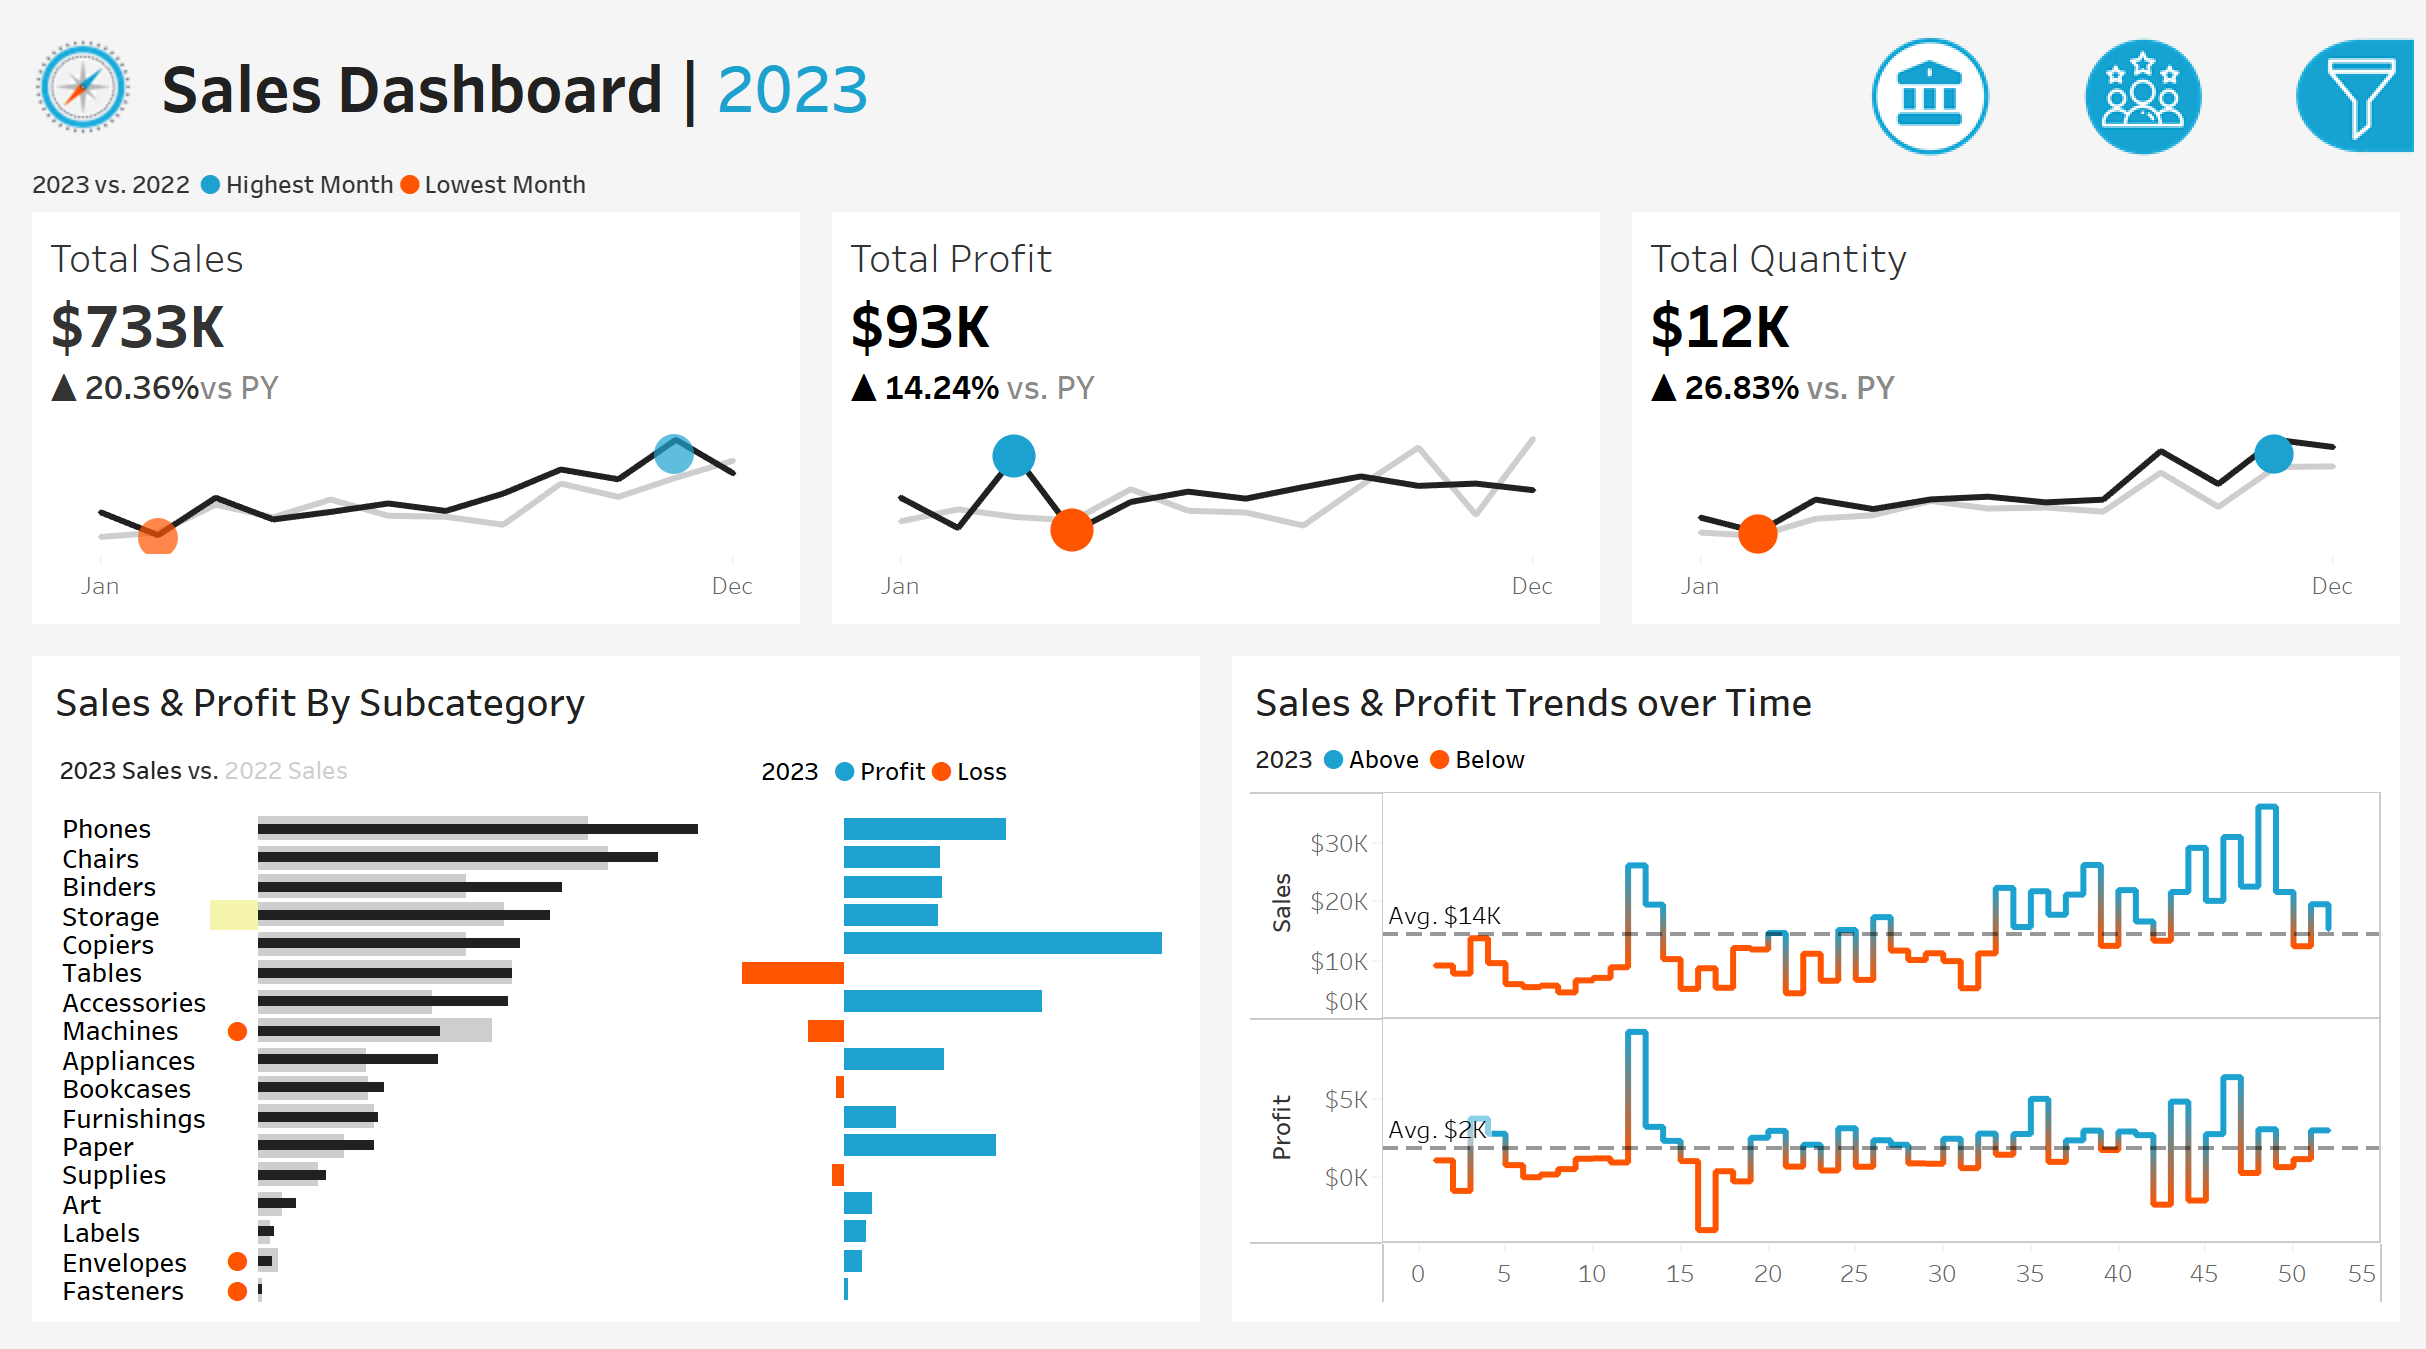 Sales Dashboard | 2023
2023 vs. 2022 Highest Month Lowest Month
Total Sales
$733K
▲ 20.36%vs PY
Jan Dec
Total Profit
$93K
▲ 14.24% vs. PY
Jan Dec
Total Quantity
$12K
▲ 26.83% vs. PY
Jan Dec
Sales & Profit By Subcategory
2023 Sales vs. 2022 Sales
2023 Profit Loss
Phones
Chairs
Binders
Storage
Copiers
Tables
Accessories
Machines
Appliances
Bookcases
Furnishings
Paper
Supplies
Art
Labels
Envelopes
Fasteners
Sales & Profit Trends over Time
2023 Above Below
Sales
$30K
$20K
$10K
$0K
Avg. $14K
Profit
$5K
$0K
Avg. $2K
0 5 10 15 20 25 30 35 40 45 50 55